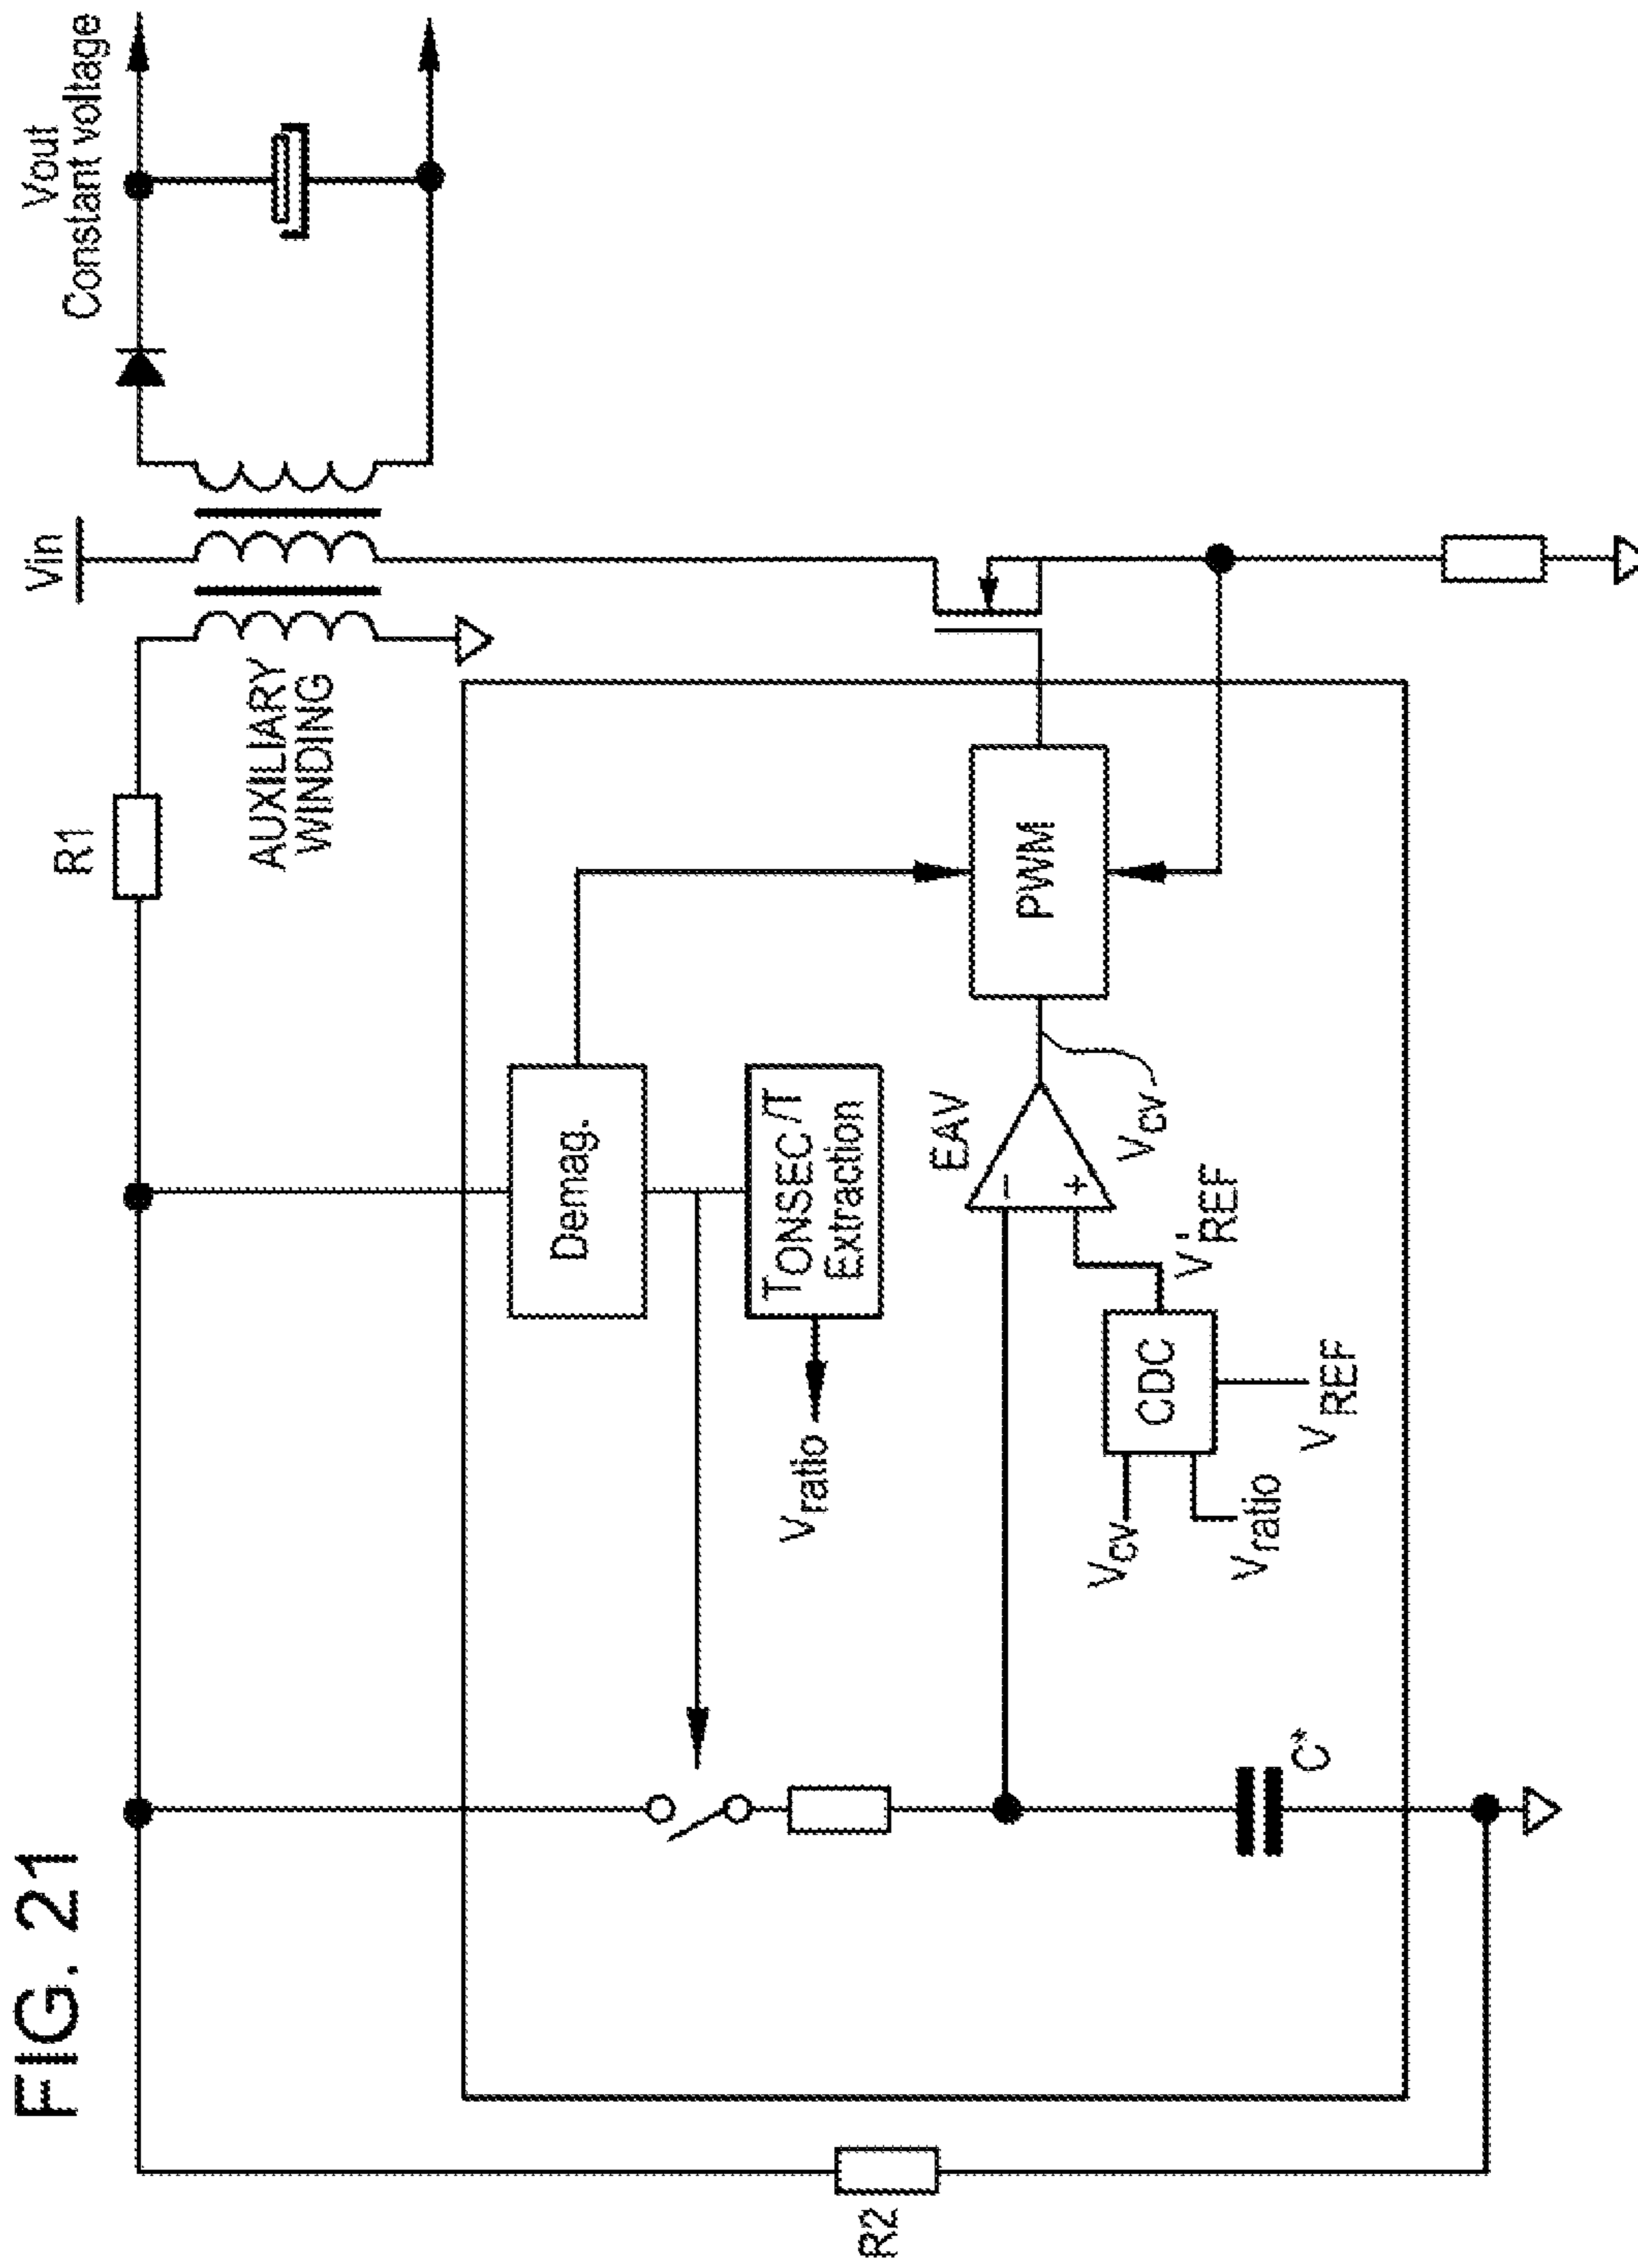 FIG. 21
Vin
Vout
Constant voltage
R1
AUXILIARY
WINDING
Demag.
TONSEC/T
Extraction
Vratio
PWM
EAV
-
+
Vcv
V'REF
CDC
Vcv
Vratio
VREF
C*
R2